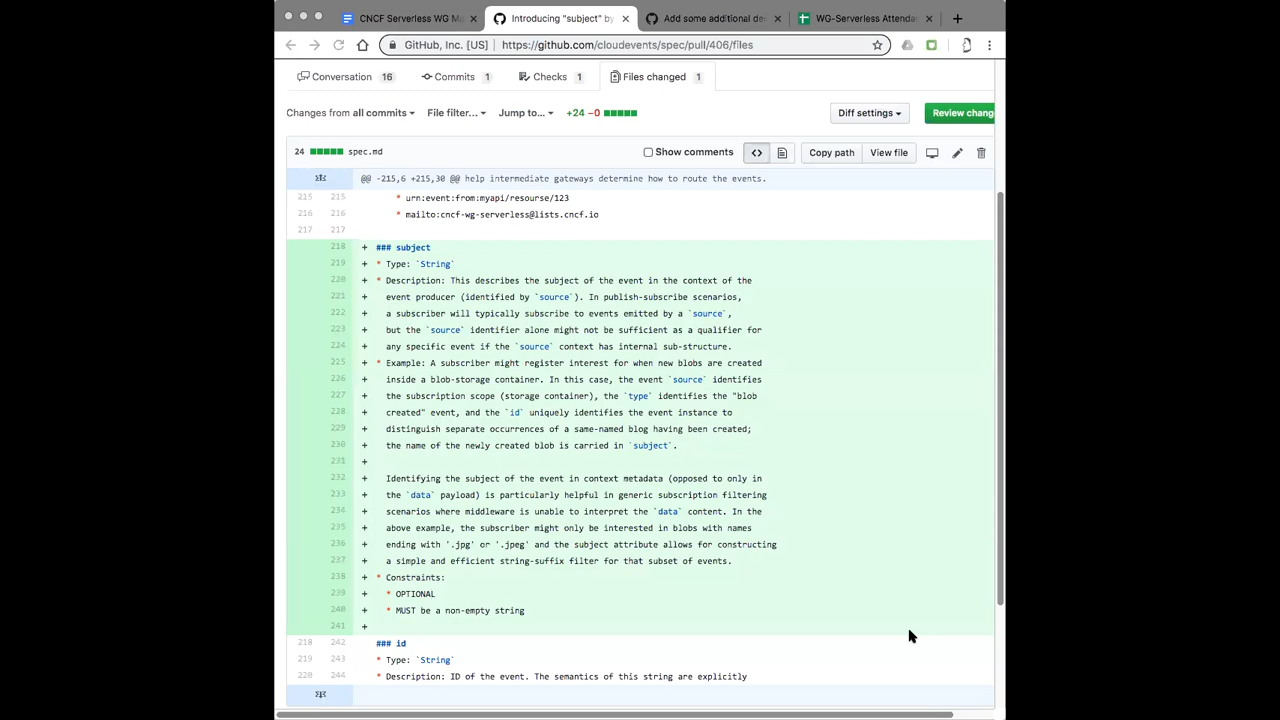 CNCF Serverless WG M
Introducing "subject" by
Add some additional de
WG-Serverless Attenda
GitHub, Inc. [US]
https://github.com/cloudevents/spec/pull/406/files
Conversation 16
Commits 1
Checks 1
Files changed 1
Changes from all commits
File filter...
Jump to...
+24 −0
Diff settings
Review chang
24 spec.md
Show comments
Copy path
View file
@@ -215,6 +215,30 @@ help intermediate gateways determine how to route the events.
215 215 * urn:event:from:myapi/resourse/123
216 216 * mailto:cncf-wg-serverless@lists.cncf.io
217 217
218 + ### subject
219 + * Type: `String`
220 + * Description: This describes the subject of the event in the context of the
221 + event producer (identified by `source`). In publish-subscribe scenarios,
222 + a subscriber will typically subscribe to events emitted by a `source`,
223 + but the `source` identifier alone might not be sufficient as a qualifier for
224 + any specific event if the `source` context has internal sub-structure.
225 + * Example: A subscriber might register interest for when new blobs are created
226 + inside a blob-storage container. In this case, the event `source` identifies
227 + the subscription scope (storage container), the `type` identifies the "blob
228 + created" event, and the `id` uniquely identifies the event instance to
229 + distinguish separate occurrences of a same-named blog having been created;
230 + the name of the newly created blob is carried in `subject`.
231 +
232 + Identifying the subject of the event in context metadata (opposed to only in
233 + the `data` payload) is particularly helpful in generic subscription filtering
234 + scenarios where middleware is unable to interpret the `data` content. In the
235 + above example, the subscriber might only be interested in blobs with names
236 + ending with '.jpg' or '.jpeg' and the subject attribute allows for constructing
237 + a simple and efficient string-suffix filter for that subset of events.
238 + * Constraints:
239 + * OPTIONAL
240 + * MUST be a non-empty string
241 +
218 242 ### id
219 243 * Type: `String`
220 244 * Description: ID of the event. The semantics of this string are explicitly